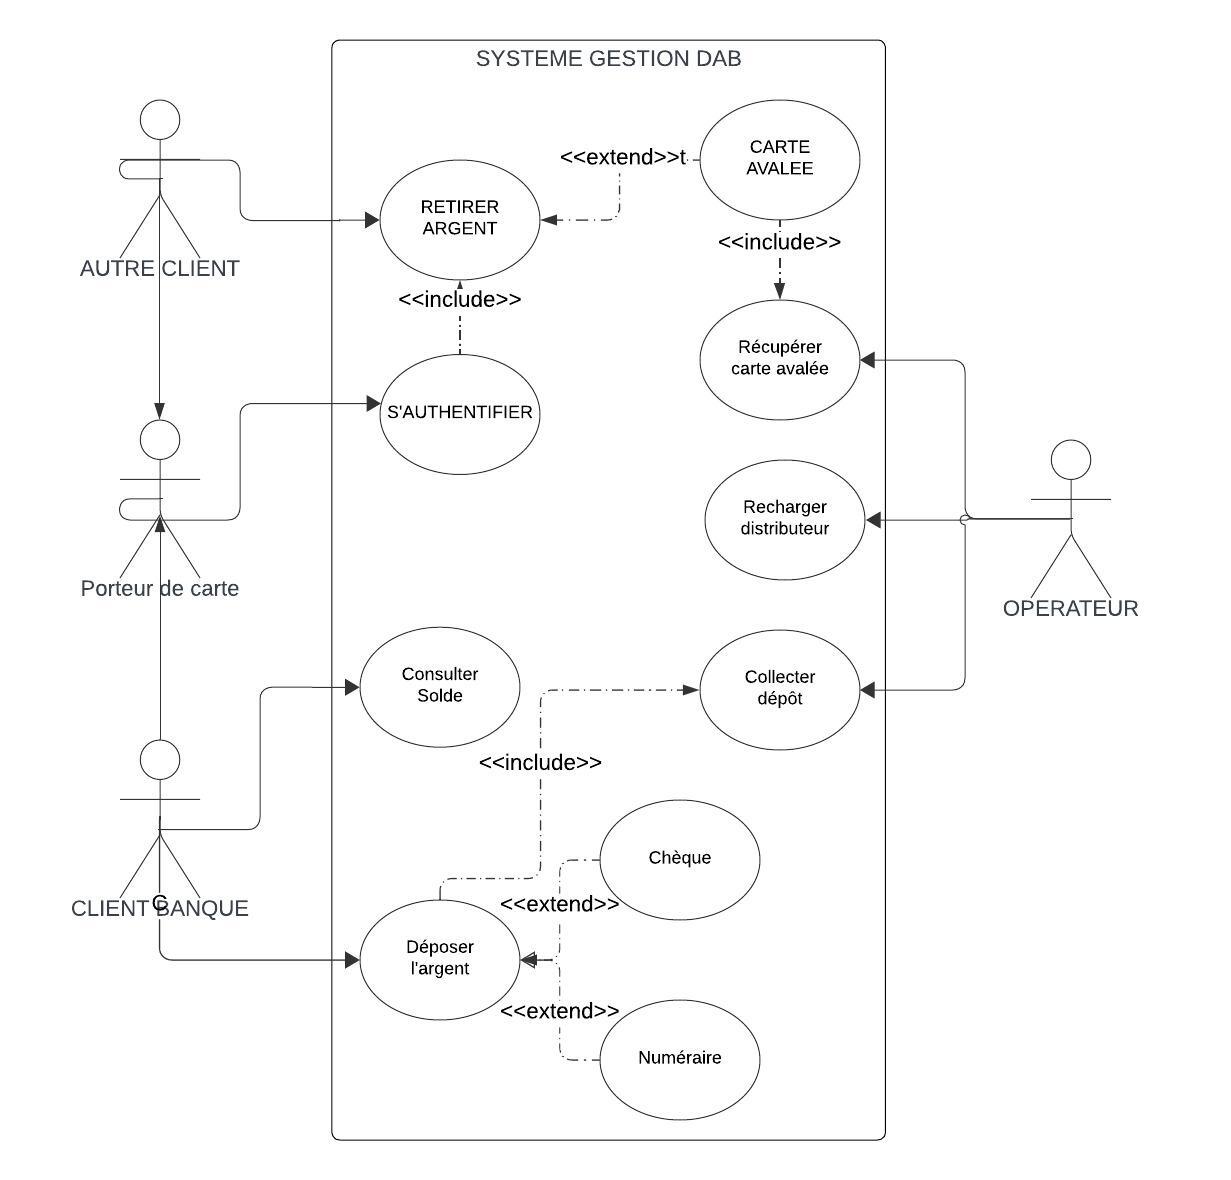 SYSTEME GESTION DAB
CARTE
AVALEE
<<extend>>t
RETIRER
ARGENT
<<include>>
AUTRE CLIENT
<<include>>
Récupérer
carte avalée
S'AUTHENTIFIER
Recharger
distributeur
Porteur de carte
OPERATEUR
Consulter
Solde
Collecter
dépôt
<<include>>
Chèque
C
CLIENT BANQUE
<<extend>>
Déposer
l'argent
<<extend>>
Numéraire